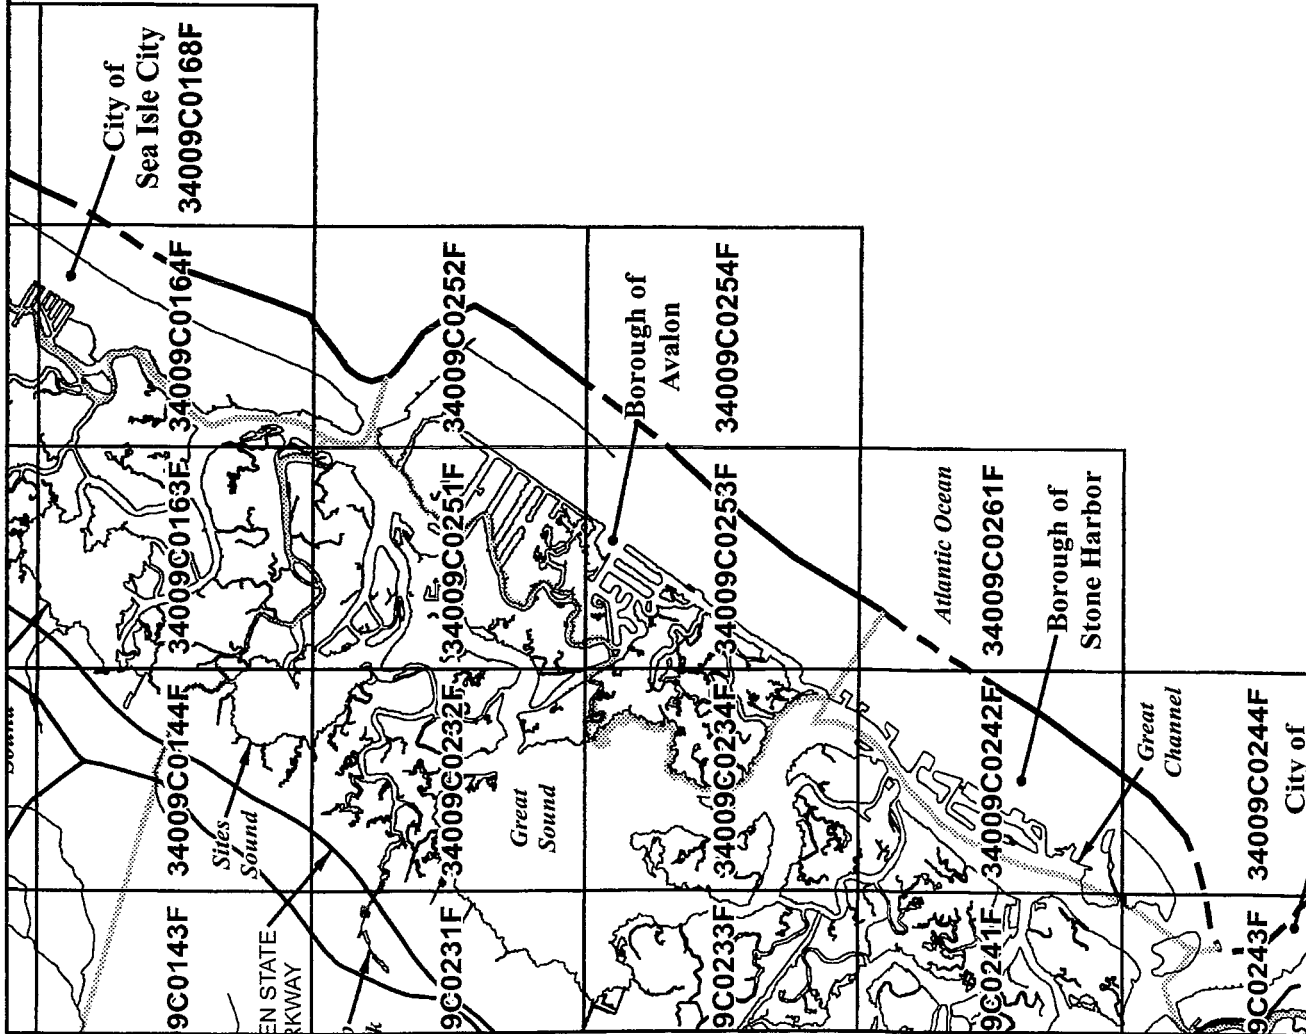 City of
Sea Isle City
34009C0168F
34009C0164F
34009C0163F
34009C0144F
9C0143F
Sound
Sites
Sound
EN STATE
RKWAY
34009C0252F
34009C0251F
34009C0232F
9C0231F
k
Great
Sound
Borough of
Avalon
34009C0254F
34009C0253F
34009C0234F
9C0233F
Atlantic Ocean
34009C0261F
34009C0242F
9C0241F
Borough of
Stone Harbor
Great
Channel
34009C0244F
9C0243F
City of